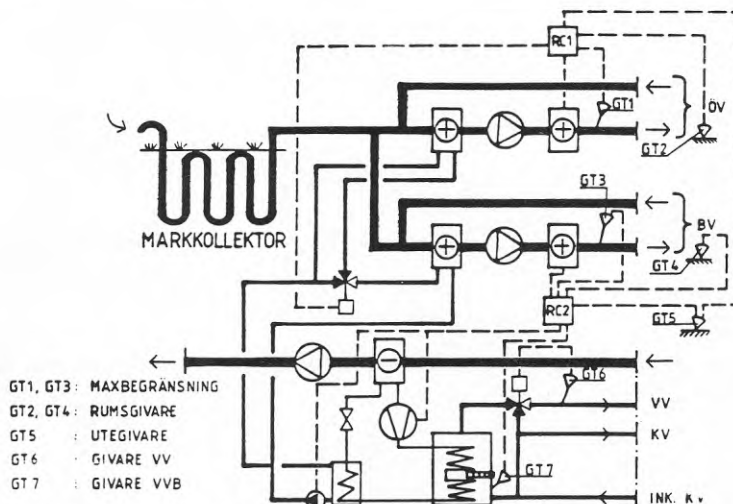 RC1
GT1
ÖV
GT2
GT3
MARKKOLLEKTOR
BV
GT4
RC2
GT5
GT1, GT3: MAXBEGRÄNSNING
GT2, GT4: RUMSGIVARE
GT5 : UTEGIVARE
GT6 : GIVARE VV
GT7 : GIVARE VVB
GT6
VV
KV
GT7
INK. KV